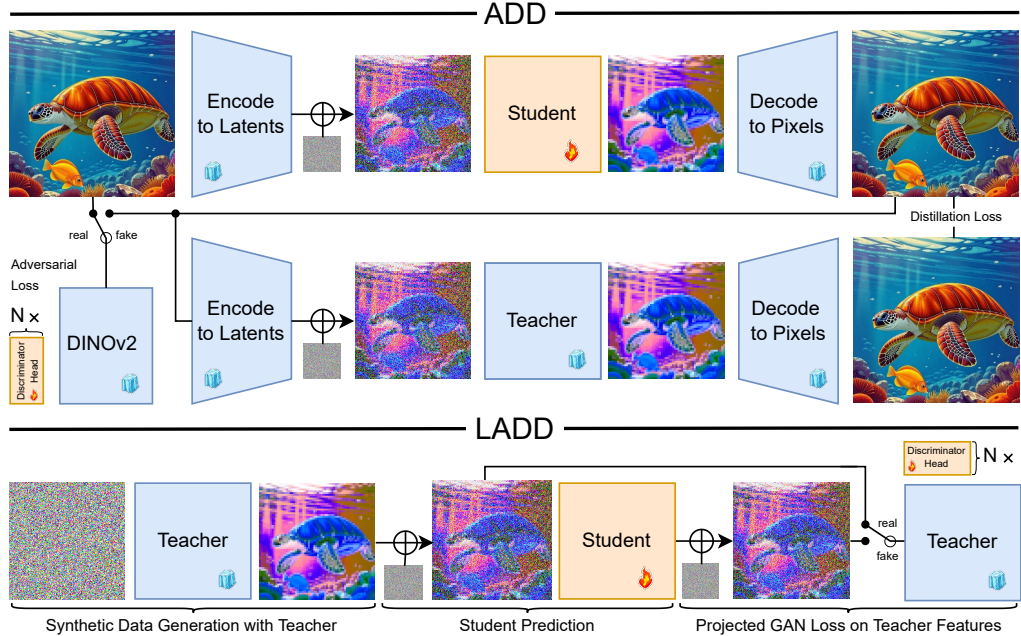 ADD
Encode
to Latents
Student
Decode
to Pixels
real
fake
Distillation Loss
Adversarial
Loss
N ×
Discriminator
Head
DINOv2
Encode
to Latents
Teacher
Decode
to Pixels
LADD
Discriminator
Head
N ×
Teacher
Student
real
fake
Teacher
Synthetic Data Generation with Teacher
Student Prediction
Projected GAN Loss on Teacher Features